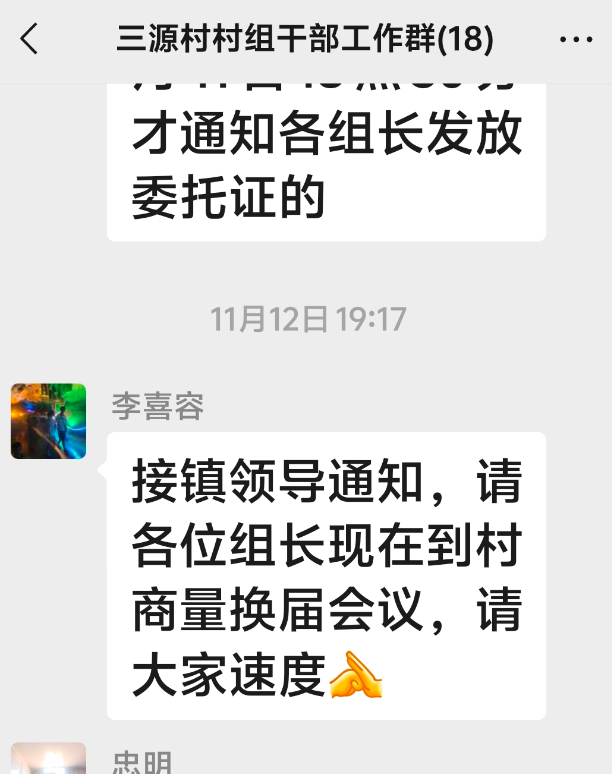 三源村村组干部工作群(18)
才通知各组长发放
委托证的
11月12日 19:17
李喜容
接镇领导通知，请
各位组长现在到村
商量换届会议，请
大家速度
忠明